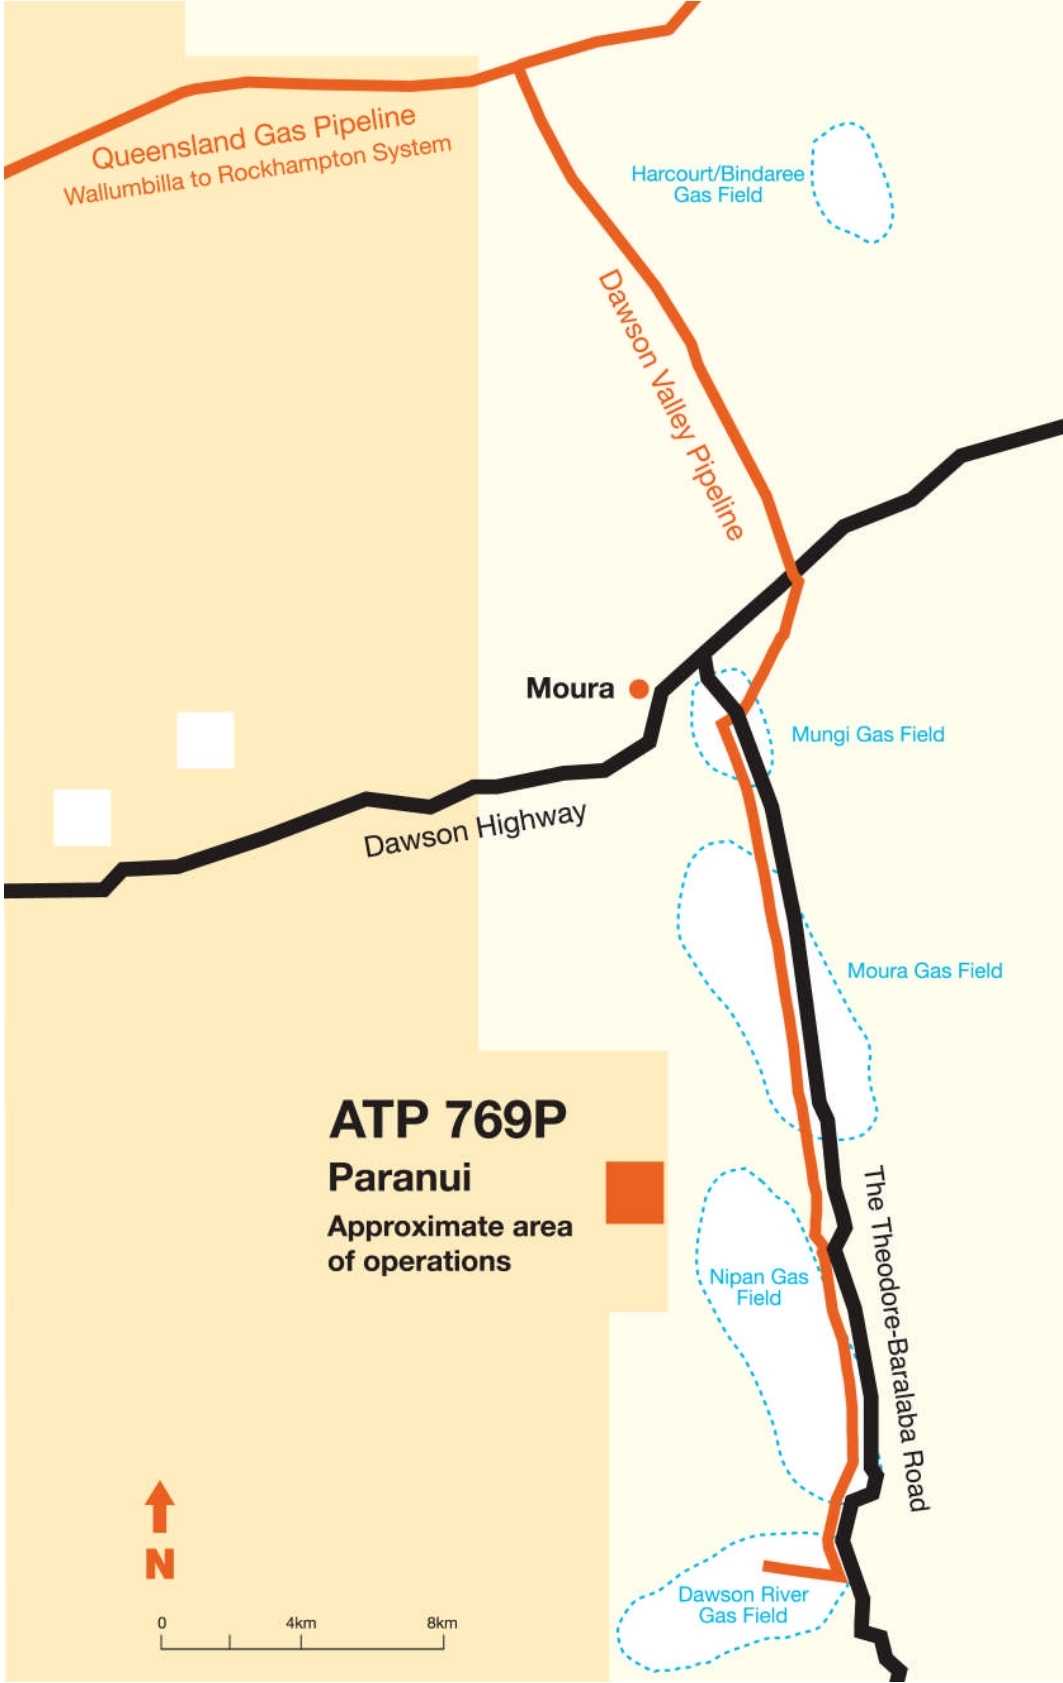 Queensland Gas Pipeline
Wallumbilla to Rockhampton System
Harcourt/Bindaree
Gas Field
Dawson Valley Pipeline
Moura
Mungi Gas Field
Dawson Highway
Moura Gas Field
ATP 769P
Paranui
Approximate area
of operations
The Theodore-Baralaba Road
Nipan Gas
Field
N
Dawson River
Gas Field
0 4km 8km